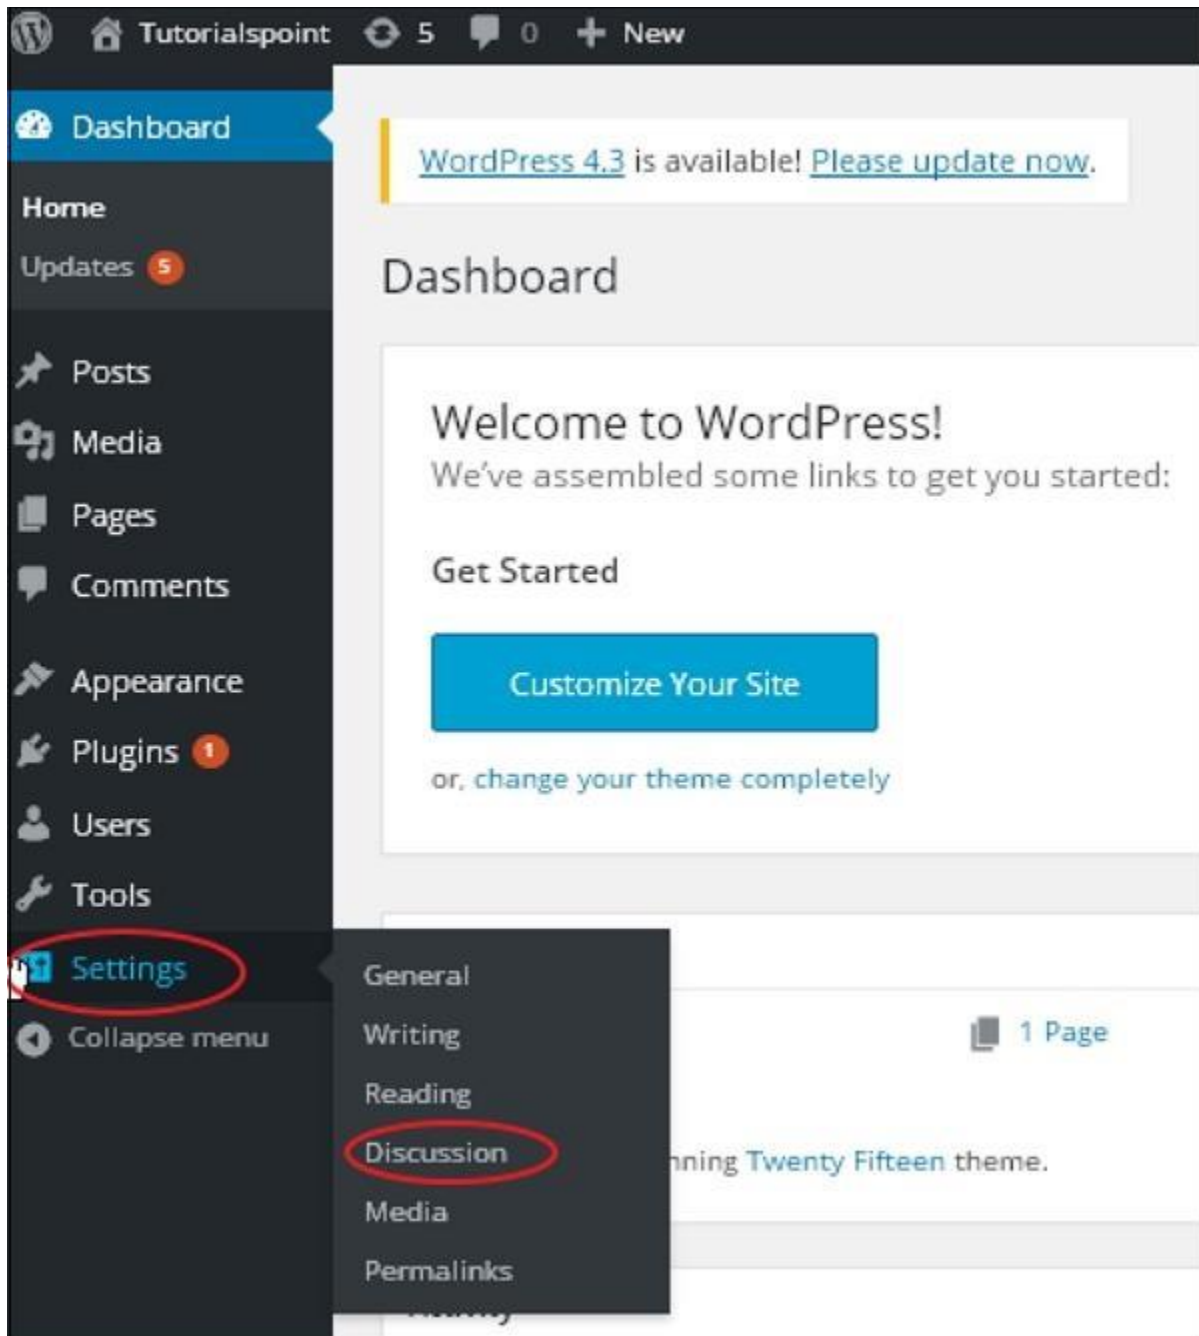 Tutorialspoint 5 0 + New
Dashboard
Home
Updates 5
Posts
Media
Pages
Comments
Appearance
Plugins 1
Users
Tools
Settings
Collapse menu
General
Writing
Reading
Discussion
Media
Permalinks
WordPress 4.3 is available! Please update now.
Dashboard
Welcome to WordPress!
We've assembled some links to get you started:
Get Started
Customize Your Site
or, change your theme completely
1 Page
nning Twenty Fifteen theme.